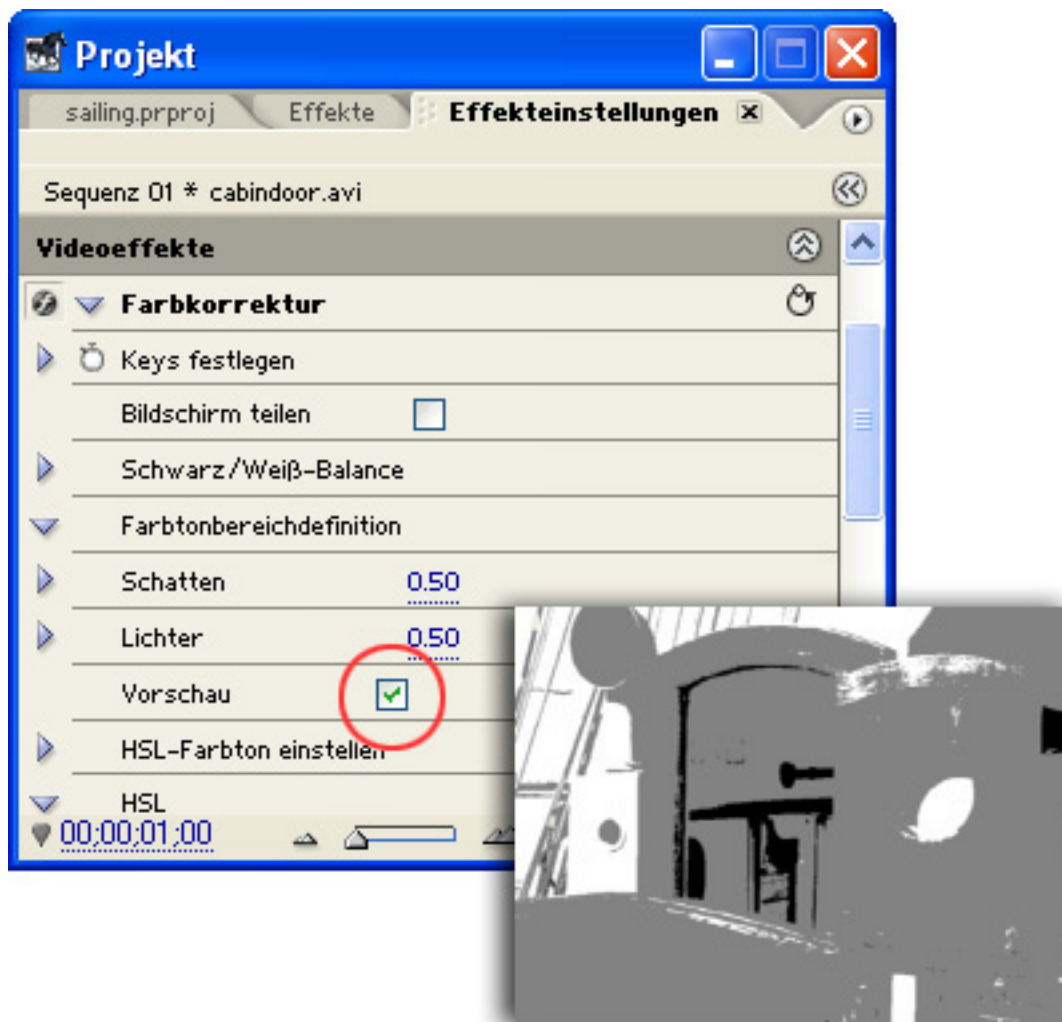 Projekt
sailing.prproj Effekte Effekteinstellungen
Sequenz 01 * cabindoor.avi
Videoeffekte
Farbkorrektur
Keys festlegen
Bildschirm teilen
Schwarz/Weiß-Balance
Farbtonbereichdefinition
Schatten 0.50
Lichter 0.50
Vorschau
HSL-Farbton einstellen
HSL
00;00;01;00